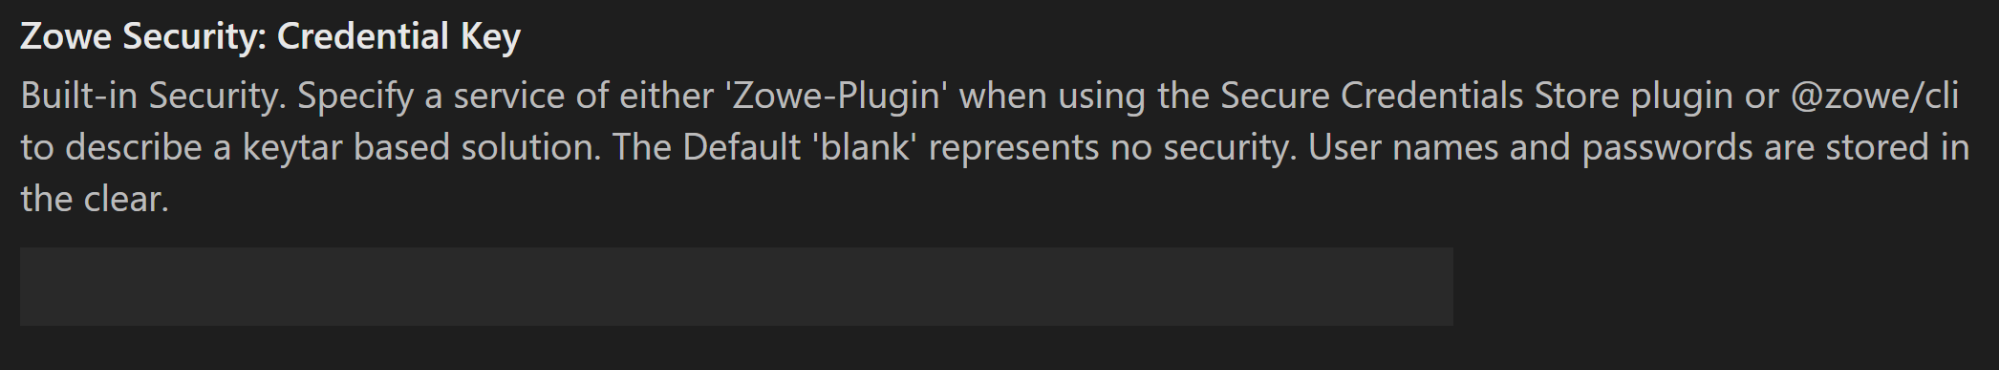 Zowe Security: Credential Key
Built-in Security. Specify a service of either 'Zowe-Plugin' when using the Secure Credentials Store plugin or @zowe/cli
to describe a keytar based solution. The Default 'blank' represents no security. User names and passwords are stored in
the clear.